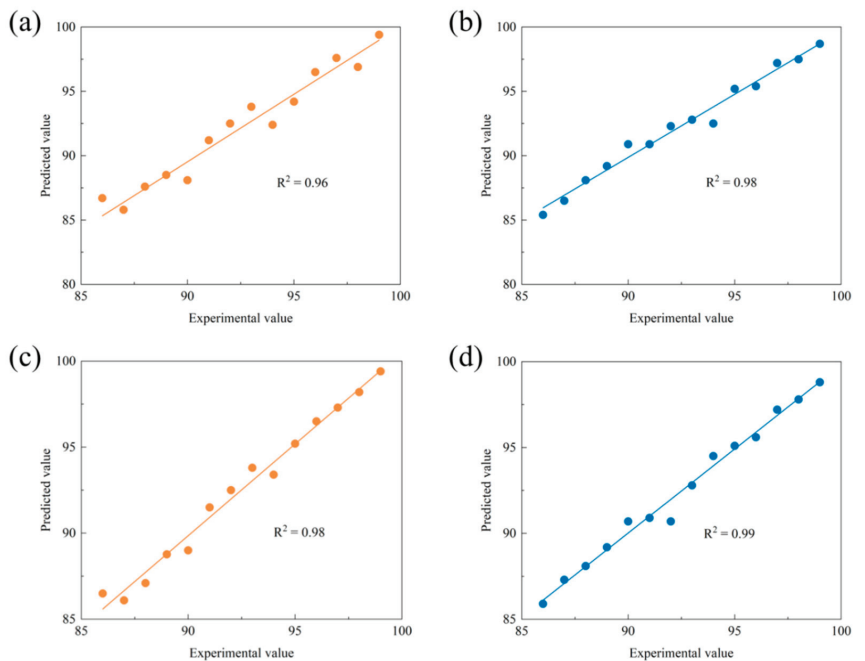 (a)
100
95
90
85
80
Predicted value
R² = 0.96
85 90 95 100
Experimental value
(b)
100
95
90
85
80
Predicted value
R² = 0.98
85 90 95 100
Experimental value
(c)
100
95
90
85
Predicted value
R² = 0.98
85 90 95 100
Experimental value
(d)
100
95
90
85
Predicted value
R² = 0.99
85 90 95 100
Experimental value